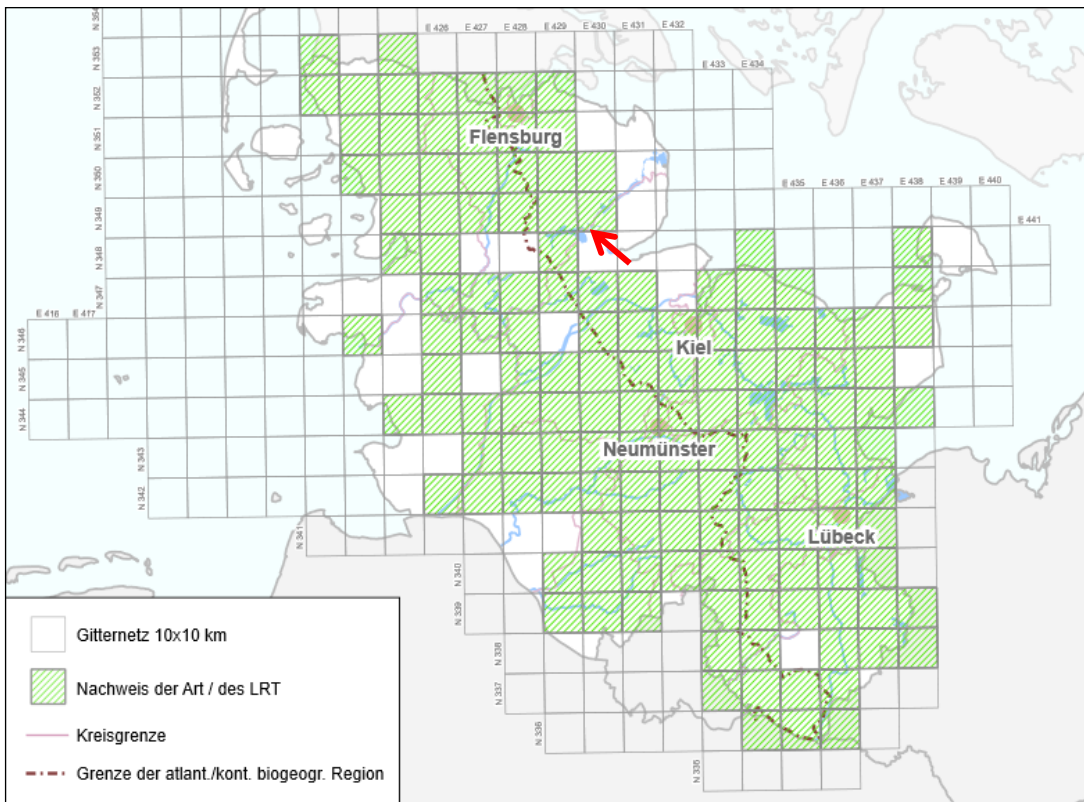 N 354
E 426 E 427 E 428 E 429 E 430 E 431 E 432
N 353
E 433 E 434
N 352
N 351
Flensburg
N 350
E 435 E 436 E 437 E 438 E 439 E 440
N 349
E 441
N 348
N 347
E 416 E 417
N 346
Kiel
N 345
N 344
Neumünster
N 343
N 342
Lübeck
N 341
N 340
N 339
N 338
N 337
N 336
N 335
Gitternetz 10x10 km
Nachweis der Art / des LRT
Kreisgrenze
Grenze der atlant./kont. biogeogr. Region